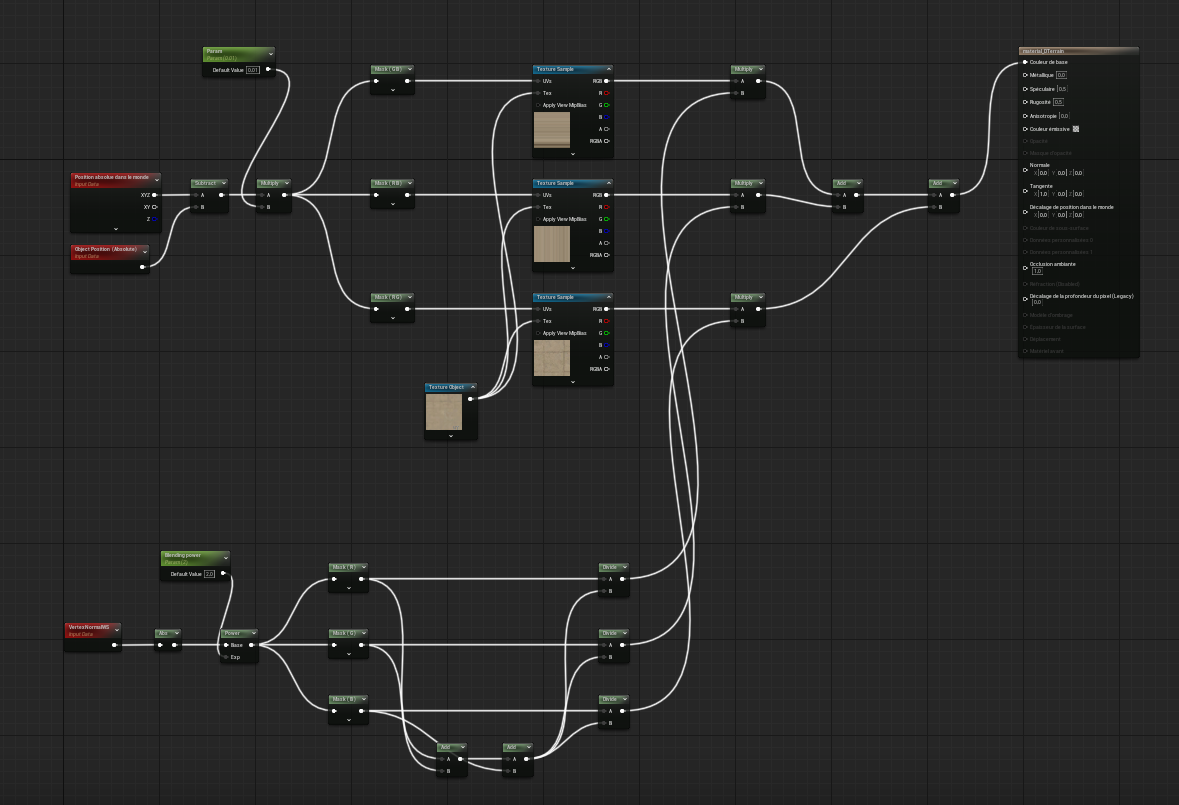 Param
Param (0.01)
Default Value 0.01
Mask ( G B )
Texture Sample
UVs
RGB
Tex
R
Apply View MipBias
G
B
A
RGBA
Multiply
A
B
material_DTerrain
Couleur de base
Métallique 0,0
Spéculaire 0,5
Rugosité 0,5
Anisotropie 0,0
Couleur émissive
Opacité
Masque d'opacité
Normale
X 0,0 Y 0,0 Z 0,0
Tangente
X 1,0 Y 0,0 Z 0,0
Décalage de position dans le monde
X 0,0 Y 0,0 Z 0,0
Couleur de sous-surface
Données personnalisées 0
Données personnalisées 1
Occlusion ambiante
1,0
Réfraction (Disabled)
Décalage de la profondeur du pixel (Legacy)
0,0
Modèle d'ombrage
Épaisseur de la surface
Déplacement
Matériel avant
Position absolue dans le monde
Input Data
XYZ
XY
Z
Subtract
A
B
Multiply
A
B
Mask ( R B )
Texture Sample
UVs
RGB
Tex
R
Apply View MipBias
G
B
A
RGBA
Multiply
A
B
Add
A
B
Add
A
B
Object Position (Absolute)
Input Data
Mask ( R G )
Texture Sample
UVs
RGB
Tex
R
Apply View MipBias
G
B
A
RGBA
Multiply
A
B
Texture Object
Blending power
Param (2)
Default Value 2,0
VertexNormalWS
Input Data
Abs
Power
Base
Exp
Mask ( R )
Mask ( G )
Mask ( B )
Divide
A
B
Divide
A
B
Divide
A
B
Add
A
B
Add
A
B